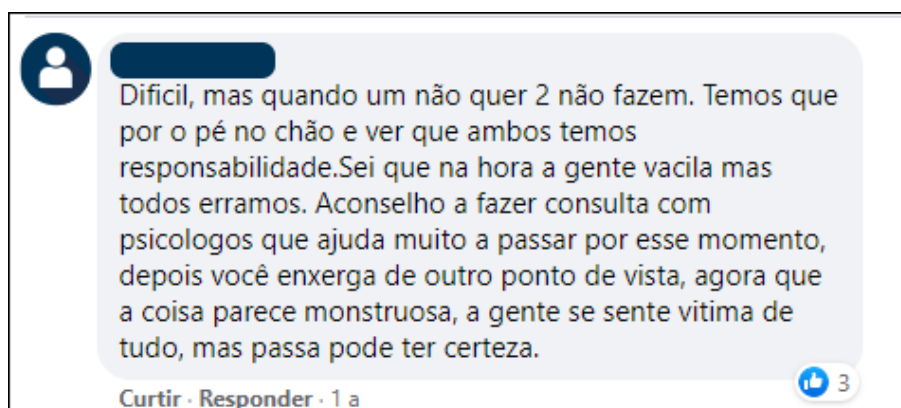 Dificil, mas quando um não quer 2 não fazem. Temos que
por o pé no chão e ver que ambos temos
responsabilidade.Sei que na hora a gente vacila mas
todos erramos. Aconselho a fazer consulta com
psicologos que ajuda muito a passar por esse momento,
depois você enxerga de outro ponto de vista, agora que
a coisa parece monstruosa, a gente se sente vitima de
tudo, mas passa pode ter certeza.
3
Curtir · Responder · 1 a